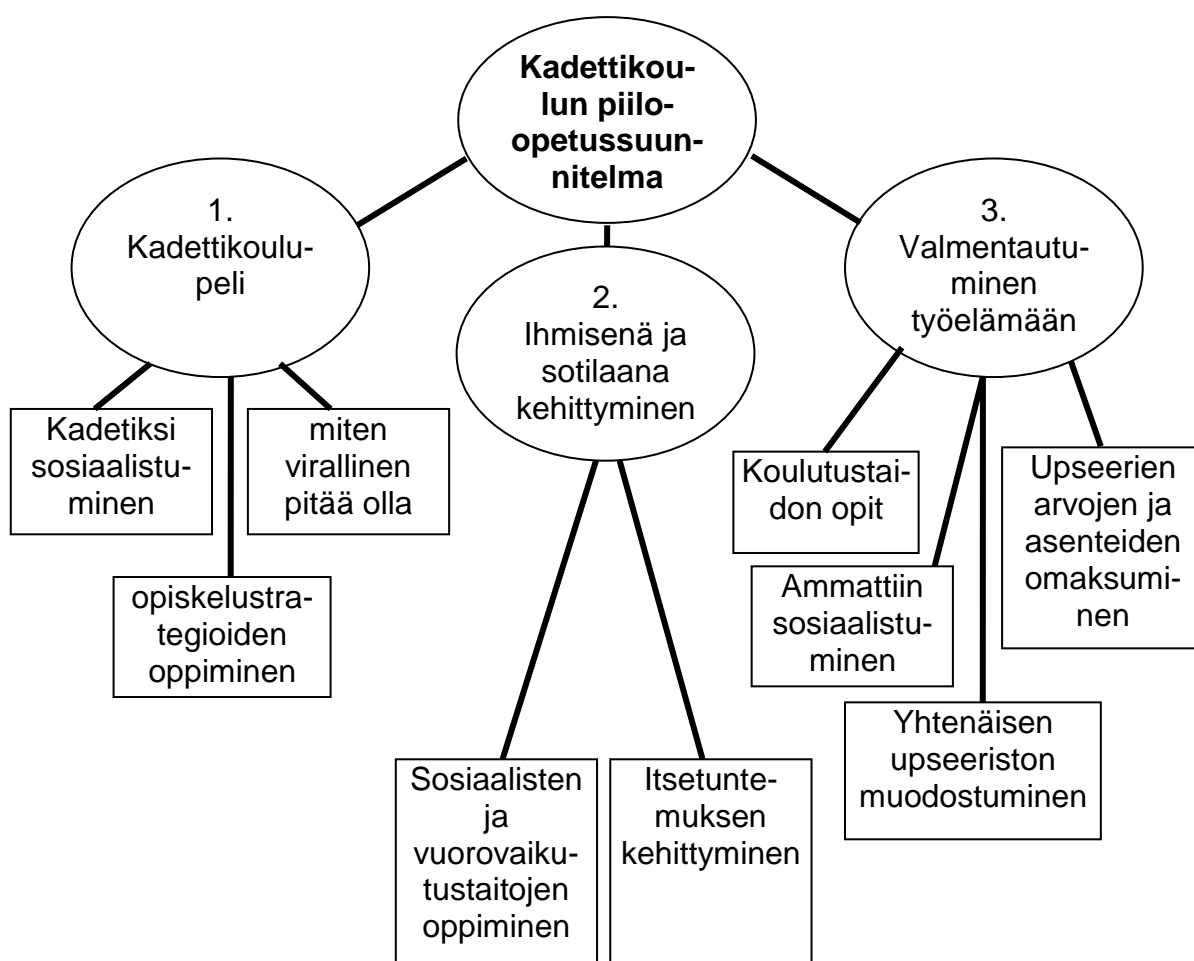 Kadettikou-
lun piilo-
opetussuun-
nitelma
1.
Kadettikoulu-
peli
2.
Ihmisenä ja
sotilaana
kehittyminen
3.
Valmentautu-
minen
työelämään
Kadetiksi
sosiaalistu-
minen
miten
virallinen
pitää olla
opiskelustra-
tegioiden
oppiminen
Sosiaalisten
ja
vuorovaiku-
tustaitojen
oppiminen
Itsetunte-
muksen
kehittyminen
Koulutustai-
don opit
Ammattiin
sosiaalistu-
minen
Yhtenäisen
upseeriston
muodostuminen
Upseerien
arvojen ja
asenteiden
omaksumi-
nen